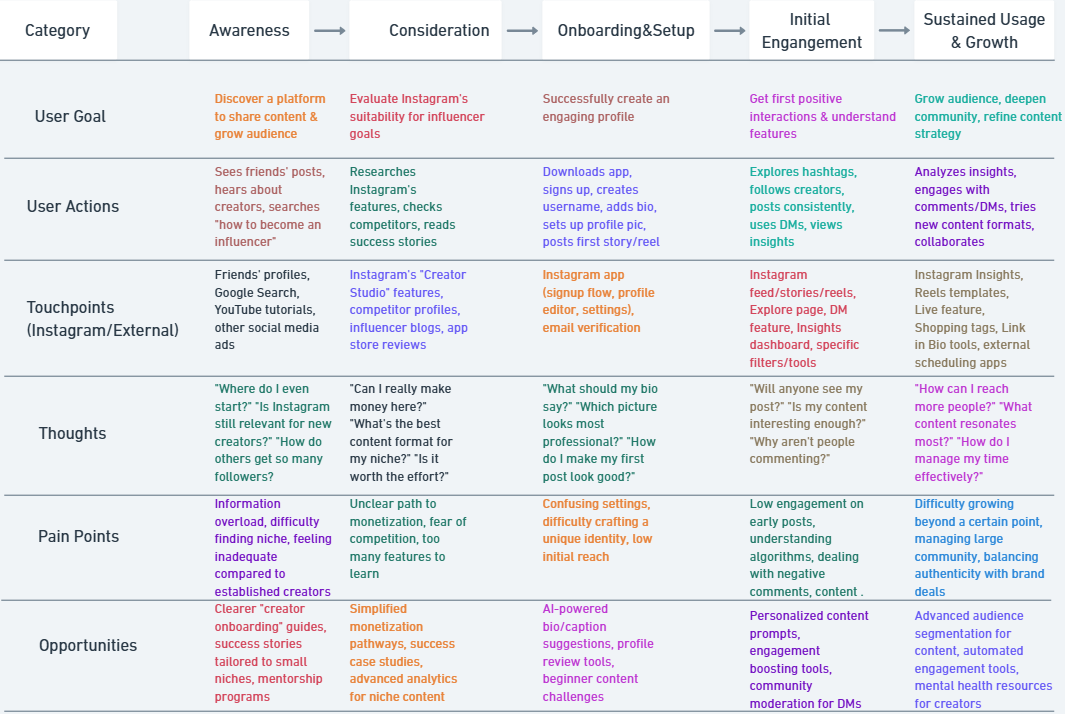 Category
Awareness
Consideration
Onboarding&Setup
Initial
Engangement
Sustained Usage
& Growth
User Goal
Discover a platform
to share content &
grow audience
Evaluate Instagram's
suitability for influencer
goals
Successfully create an
engaging profile
Get first positive
interactions & understand
features
Grow audience, deepen
community, refine content
strategy
User Actions
Sees friends' posts,
hears about
creators, searches
"how to become an
influencer"
Researches
Instagram's
features, checks
competitors, reads
success stories
Downloads app,
signs up, creates
username, adds bio,
sets up profile pic,
posts first story/reel
Explores hashtags,
follows creators,
posts consistently,
uses DMs, views
insights
Analyzes insights,
engages with
comments/DMs, tries
new content formats,
collaborates
Touchpoints
(Instagram/External)
Friends' profiles,
Google Search,
YouTube tutorials,
other social media
ads
Instagram's "Creator
Studio" features,
competitor profiles,
influencer blogs, app
store reviews
Instagram app
(signup flow, profile
editor, settings),
email verification
Instagram
feed/stories/reels,
Explore page, DM
feature, Insights
dashboard, specific
filters/tools
Instagram Insights,
Reels templates,
Live feature,
Shopping tags, Link
in Bio tools, external
scheduling apps
Thoughts
"Where do I even
start?" "Is Instagram
still relevant for new
creators?" "How do
others get so many
followers?
"Can I really make
money here?"
"What's the best
content format for
my niche?" "Is it
worth the effort?"
"What should my bio
say?" "Which picture
looks most
professional?" "How
do I make my first
post look good?"
"Will anyone see my
post?" "Is my content
interesting enough?"
"Why aren't people
commenting?"
"How can I reach
more people?" "What
content resonates
most?" "How do I
manage my time
effectively?"
Pain Points
Information
overload, difficulty
finding niche, feeling
inadequate
compared to
established creators
Unclear path to
monetization, fear of
competition, too
many features to
learn
Confusing settings,
difficulty crafting a
unique identity, low
initial reach
Low engagement on
early posts,
understanding
algorithms, dealing
with negative
comments, content .
Difficulty growing
beyond a certain point,
managing large
community, balancing
authenticity with brand
deals
Opportunities
Clearer "creator
onboarding" guides,
success stories
tailored to small
niches, mentorship
programs
Simplified
monetization
pathways, success
case studies,
advanced analytics
for niche content
AI-powered
bio/caption
suggestions, profile
review tools,
beginner content
challenges
Personalized content
prompts,
engagement
boosting tools,
community
moderation for DMs
Advanced audience
segmentation for
content, automated
engagement tools,
mental health resources
for creators